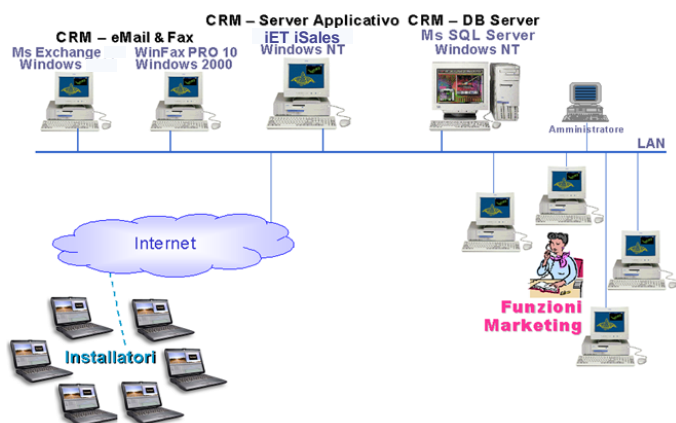 CRM – eMail & Fax
Ms Exchange
Windows
WinFax PRO 10
Windows 2000
CRM – Server Applicativo
iET iSales
Windows NT
CRM – DB Server
Ms SQL Server
Windows NT
Amministratore
LAN
Internet
Funzioni
Marketing
Installatori